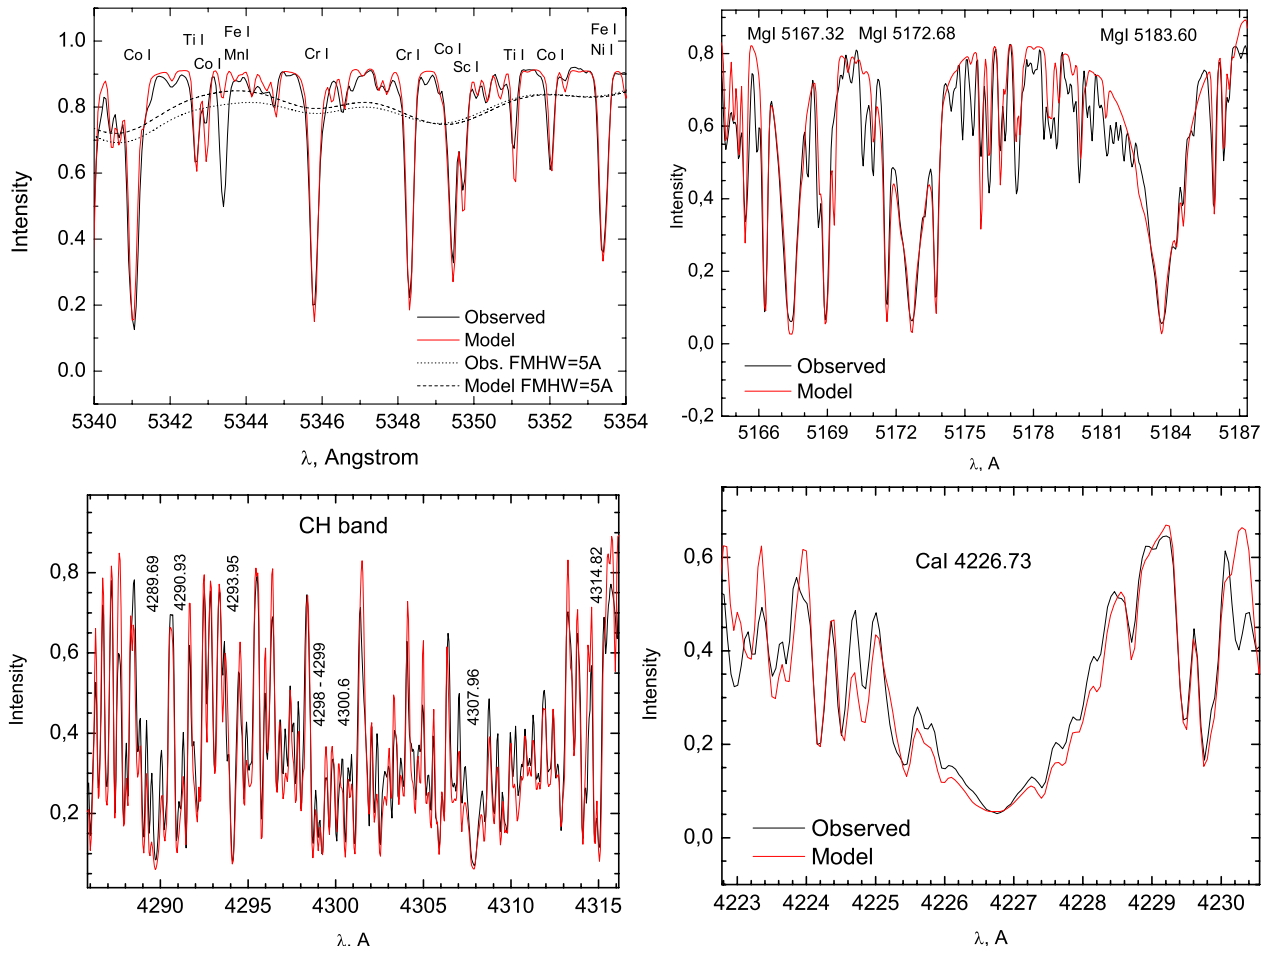 Fe I
Fe I
Ti I
Co I
Co I
MnI
Cr I
Cr I
Co I
Sc I
Ti I
Co I
Ni I
1.0
0.8
0.6
0.4
0.2
0.0
Intensity
Observed
Model
Obs. FMHW=5A
Model FMHW=5A
5340 5342 5344 5346 5348 5350 5352 5354
λ, Angstrom
MgI 5167.32 MgI 5172.68 MgI 5183.60
0,8
0,6
0,4
0,2
0,0
-0,2
Intensity
Observed
Model
5166 5169 5172 5175 5178 5181 5184 5187
λ, A
CH band
4289.69
4290.93
4293.95
4298 - 4299
4300.6
4307.96
4314.82
0,8
0,6
0,4
0,2
Intensity
4290 4295 4300 4305 4310 4315
λ, A
CaI 4226.73
0,6
0,4
0,2
0,0
Intensity
Observed
Model
4223 4224 4225 4226 4227 4228 4229 4230
λ, A